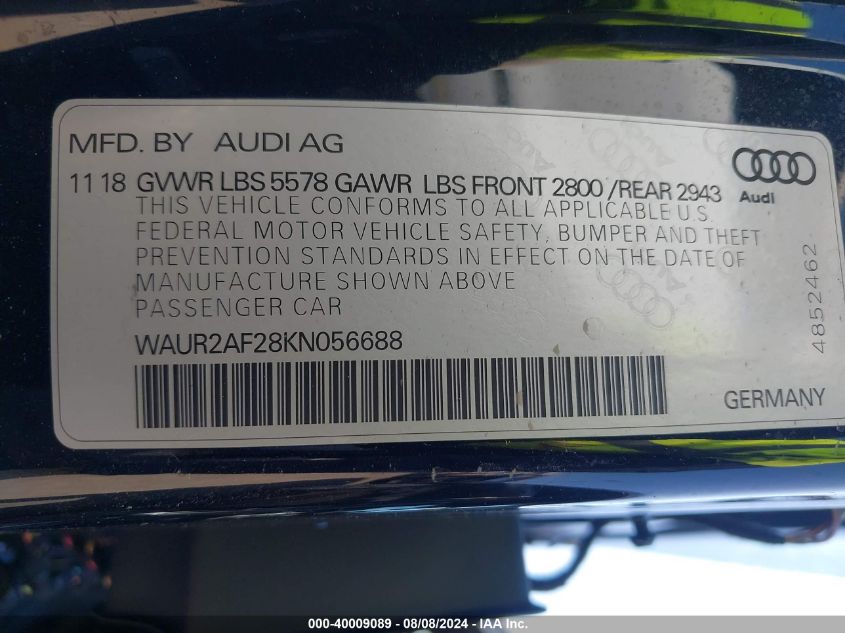 MFD. BY AUDI AG
11 18 GVWR LBS 5578 GAWR LBS FRONT 2800 /REAR 2943
Audi
THIS VEHICLE CONFORMS TO ALL APPLICABLE U.S.
FEDERAL MOTOR VEHICLE SAFETY, BUMPER AND THEFT
PREVENTION STANDARDS IN EFFECT ON THE DATE OF
MANUFACTURE SHOWN ABOVE
PASSENGER CAR
4852462
WAUR2AF28KN056688
GERMANY
000-40009089 - 08/08/2024 - IAA Inc.